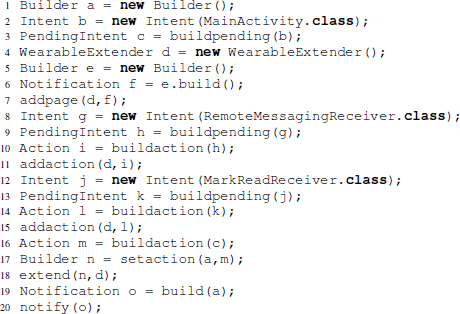 1 Builder a = new Builder();
2 Intent b = new Intent(MainActivity.class);
3 PendingIntent c = buildpending(b);
4 WearableExtender d = new WearableExtender();
5 Builder e = new Builder();
6 Notification f = e.build();
7 addpage(d,f);
8 Intent g = new Intent(RemoteMessagingReceiver.class);
9 PendingIntent h = buildpending(g);
10 Action i = buildaction(h);
11 addaction(d,i);
12 Intent j = new Intent(MarkReadReceiver.class);
13 PendingIntent k = buildpending(j);
14 Action l = buildaction(k);
15 addaction(d,l);
16 Action m = buildaction(c);
17 Builder n = setaction(a,m);
18 extend(n,d);
19 Notification o = build(a);
20 notify(o);